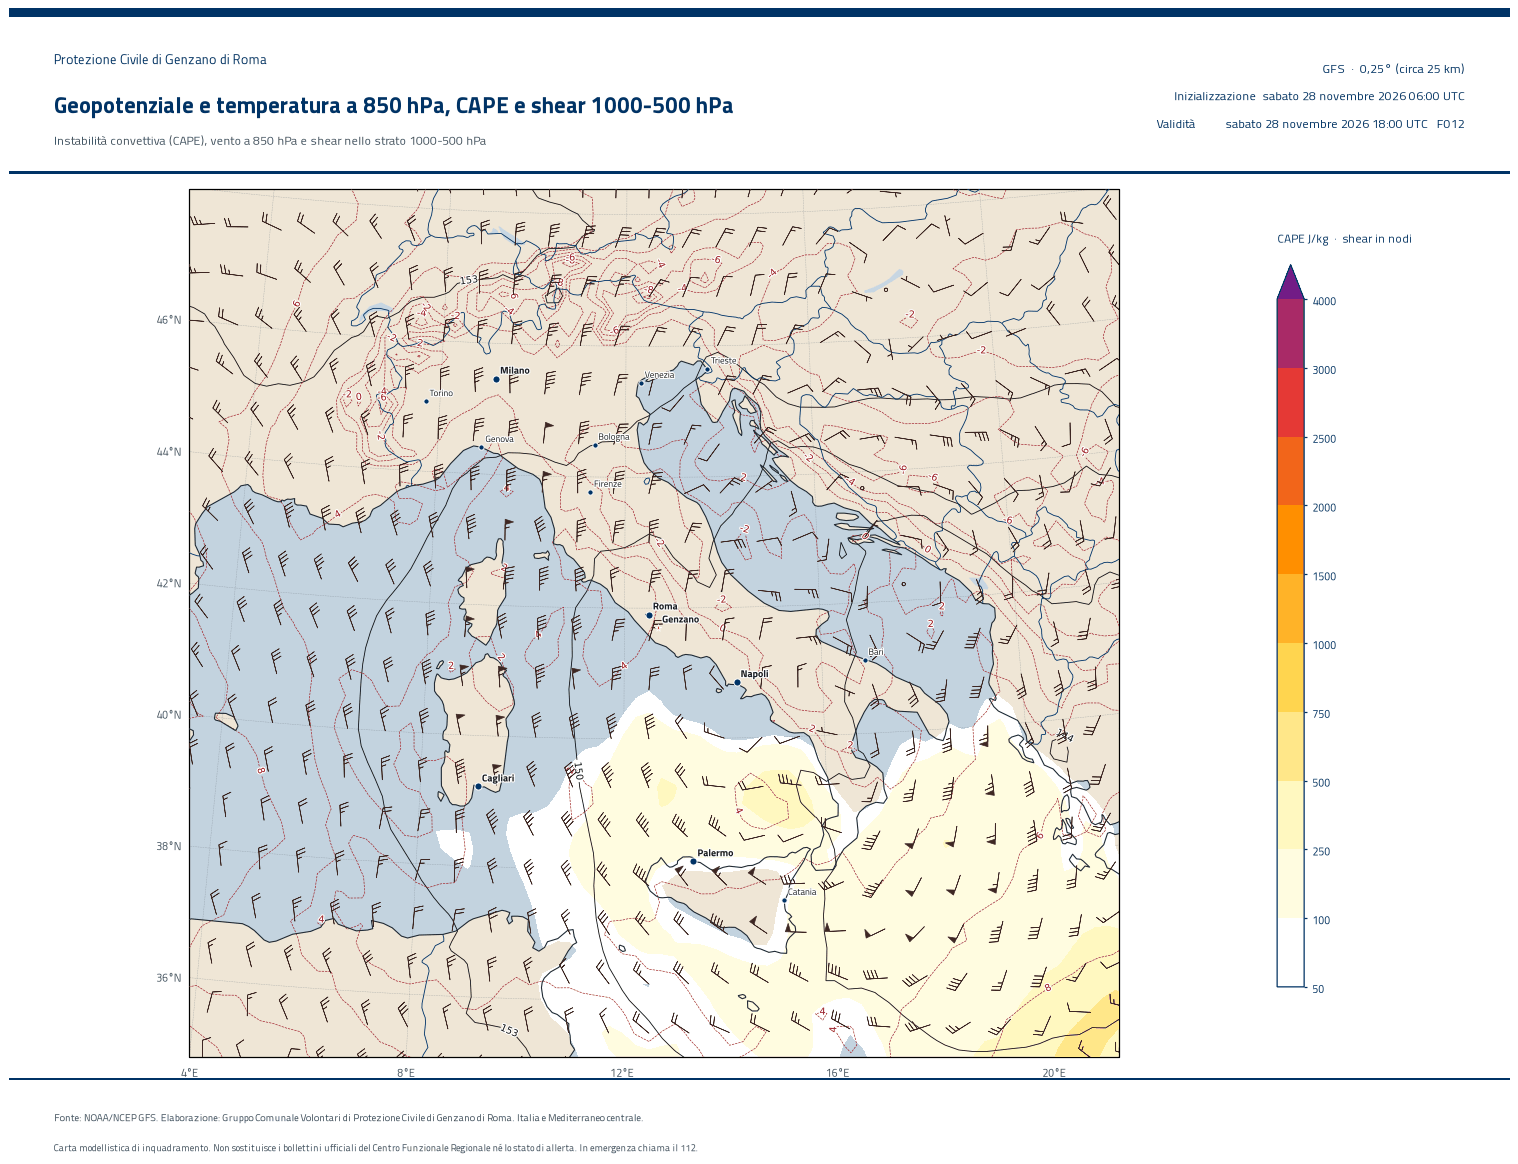 Protezione Civile di Genzano di Roma
Geopotenziale e temperatura a 850 hPa, CAPE e shear 1000-500 hPa
Instabilità convettiva (CAPE), vento a 850 hPa e shear nello strato 1000-500 hPa
GFS · 0,25° (circa 25 km)
Inizializzazione sabato 28 novembre 2026 06:00 UTC
Validità sabato 28 novembre 2026 18:00 UTC F012
CAPE J/kg · shear in nodi
4000
3000
2500
2000
1500
1000
750
500
250
100
50
46°N
44°N
42°N
40°N
38°N
36°N
4°E
8°E
12°E
16°E
20°E
Milano
Torino
Venezia
Trieste
Genova
Bologna
Firenze
Roma
Genzano
Napoli
Bari
Cagliari
Palermo
Catania
153
150
144
153
Fonte: NOAA/NCEP GFS. Elaborazione: Gruppo Comunale Volontari di Protezione Civile di Genzano di Roma. Italia e Mediterraneo centrale.
Carta modellistica di inquadramento. Non sostituisce i bollettini ufficiali del Centro Funzionale Regionale né lo stato di allerta. In emergenza chiama il 112.